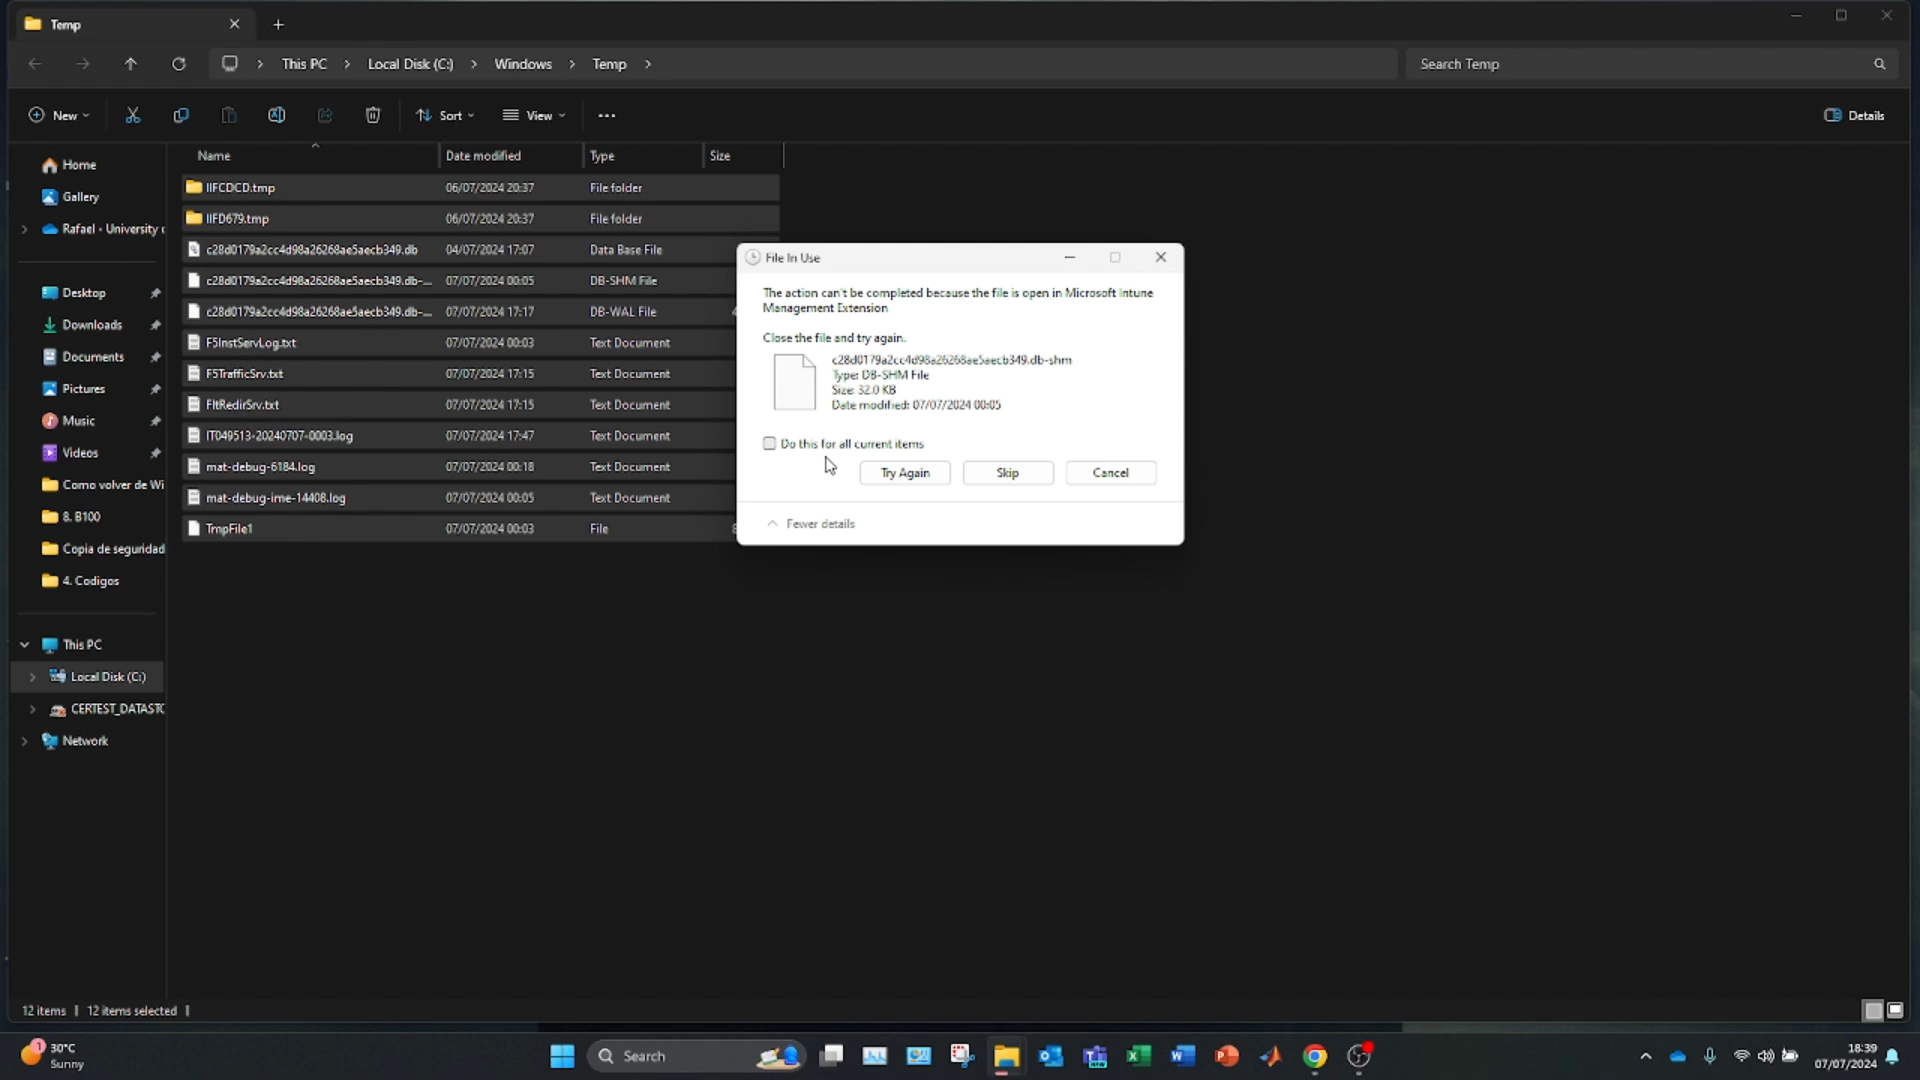 Temp
This PC
Local Disk (C:)
Windows
Temp
Search Temp
New
Sort
View
Details
Name
Date modified
Type
Size
Home
Gallery
Rafael - University
Desktop
Downloads
Documents
Pictures
Music
Videos
Como volver de Wi
8. B100
Copia de seguridad
4. Codigos
This PC
Local Disk (C:)
CERTEST_DATASTC
Network
IIFCDCD.tmp 06/07/2024 20:37 File folder
IIFD679.tmp 06/07/2024 20:37 File folder
c28d0179a2cc4d98a26268ae5aecb349.db 04/07/2024 17:07 Data Base File
c28d0179a2cc4d98a26268ae5aecb349.db-... 07/07/2024 00:05 DB-SHM File
c28d0179a2cc4d98a26268ae5aecb349.db-... 07/07/2024 17:17 DB-WAL File
F5InstServLog.txt 07/07/2024 00:03 Text Document
F5TrafficSrv.txt 07/07/2024 17:15 Text Document
FltRedirSrv.txt 07/07/2024 17:15 Text Document
IT049513-20240707-0003.log 07/07/2024 17:47 Text Document
mat-debug-6184.log 07/07/2024 00:18 Text Document
mat-debug-ime-14408.log 07/07/2024 00:05 Text Document
TmpFile1 07/07/2024 00:03 File
File In Use
The action can't be completed because the file is open in Microsoft Intune
Management Extension
Close the file and try again.
c28d0179a2cc4d98a26268ae5aecb349.db-shm
Type: DB-SHM File
Size: 32.0 KB
Date modified: 07/07/2024 00:05
Do this for all current items
Try Again
Skip
Cancel
Fewer details
12 items
12 items selected
1
30°C
Sunny
Search
18:39
07/07/2024